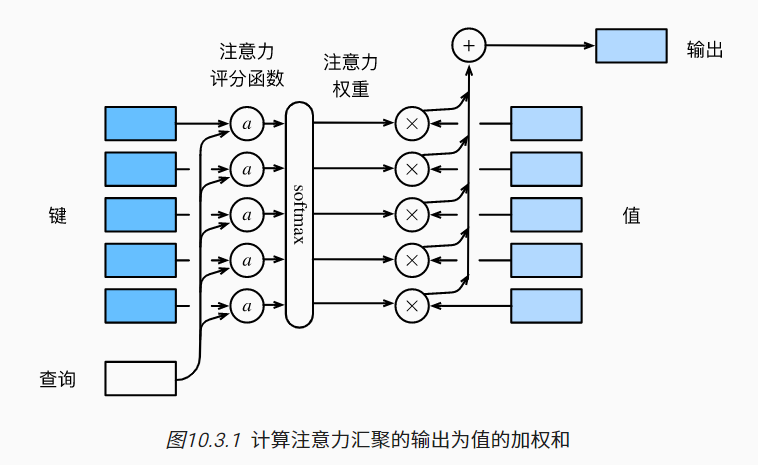 输出
注意力
评分函数
注意力
权重
+
a
×
a
×
键
a
softmax
×
值
a
×
a
×
查询
图10.3.1 计算注意力汇聚的输出为值的加权和